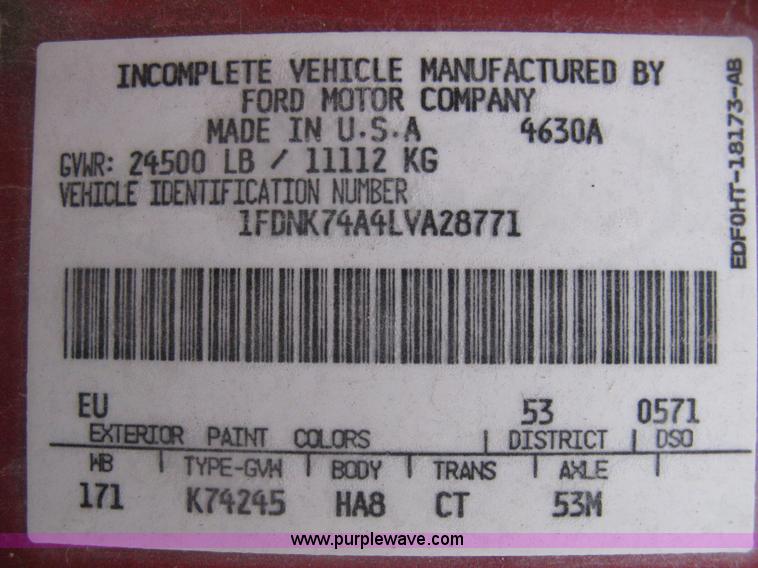 INCOMPLETE VEHICLE MANUFACTURED BY
FORD MOTOR COMPANY
MADE IN U.S.A 4630A
GVWR: 24500 LB / 11112 KG
VEHICLE IDENTIFICATION NUMBER
1FDNK74A4LVA28771
EDF0HT-18173-AB
EU 53 0571
EXTERIOR PAINT COLORS | DISTRICT | DSO
WB | TYPE-GVW | BODY | TRANS | AXLE |
171 K74245 HA8 CT 53M
www.purplewave.com